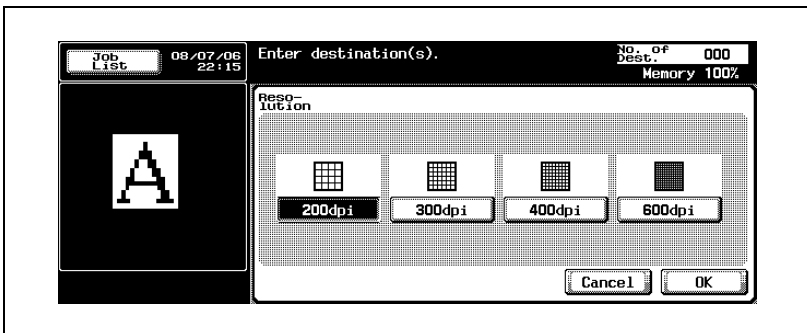 Job
List
08/07/06
22:15
Enter destination(s).
No. of
Dest.
000
Memory 100%
Reso-
lution
A
200dpi
300dpi
400dpi
600dpi
Cancel
OK